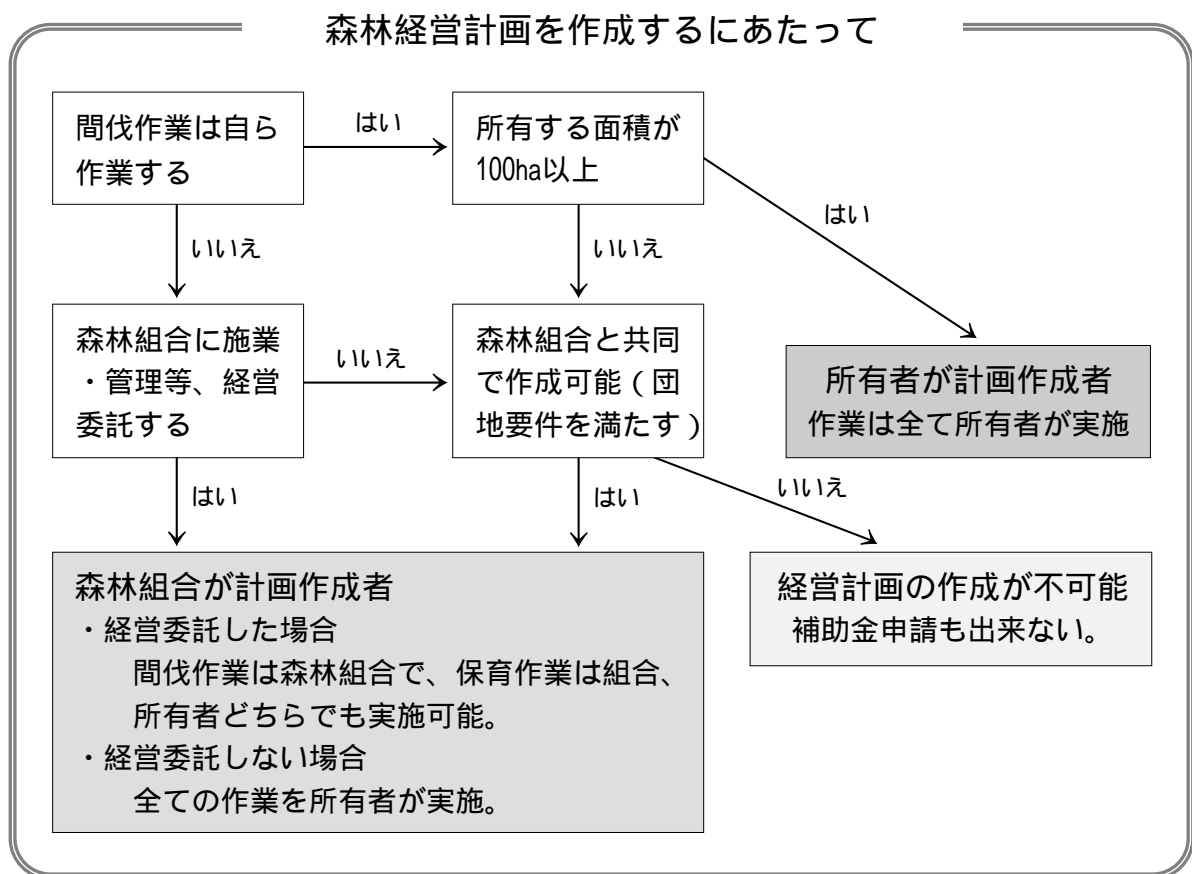 森林経営計画を作成するにあたって
間伐作業は自ら
作業する
はい
所有する面積が
100ha以上
はい
いいえ
いいえ
森林組合に施業
・管理等、経営
委託する
いいえ
森林組合と共同
で作成可能(団
地要件を満たす)
所有者が計画作成者
作業は全て所有者が実施
はい
はい
いいえ
森林組合が計画作成者
・経営委託した場合
間伐作業は森林組合で、保育作業は組合、
所有者どちらでも実施可能。
・経営委託しない場合
全ての作業を所有者が実施。
経営計画の作成が不可能
補助金申請も出来ない。